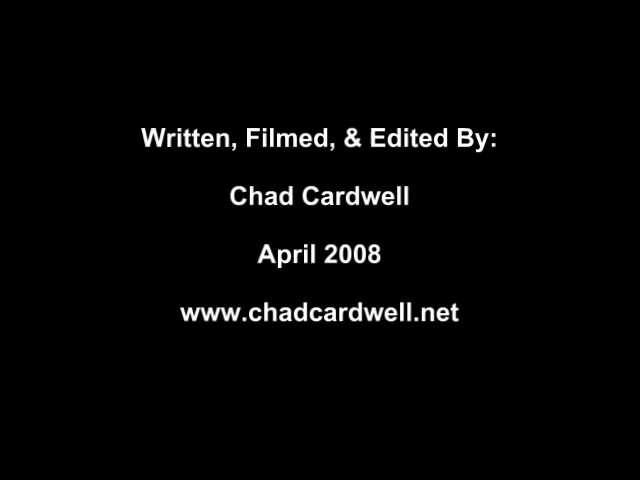 Written, Filmed, & Edited By:
Chad Cardwell
April 2008
www.chadcardwell.net